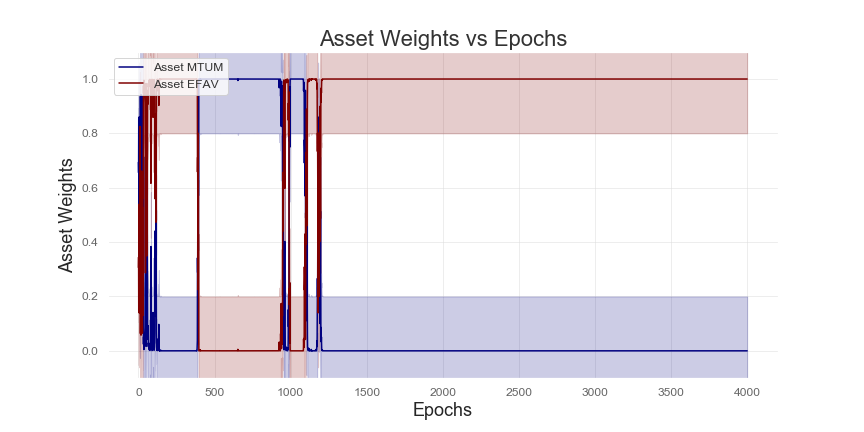 Asset Weights vs Epochs
Asset MTUM
Asset EFAV
Asset Weights
1.0
0.8
0.6
0.4
0.2
0.0
0 500 1000 1500 2000 2500 3000 3500 4000
Epochs